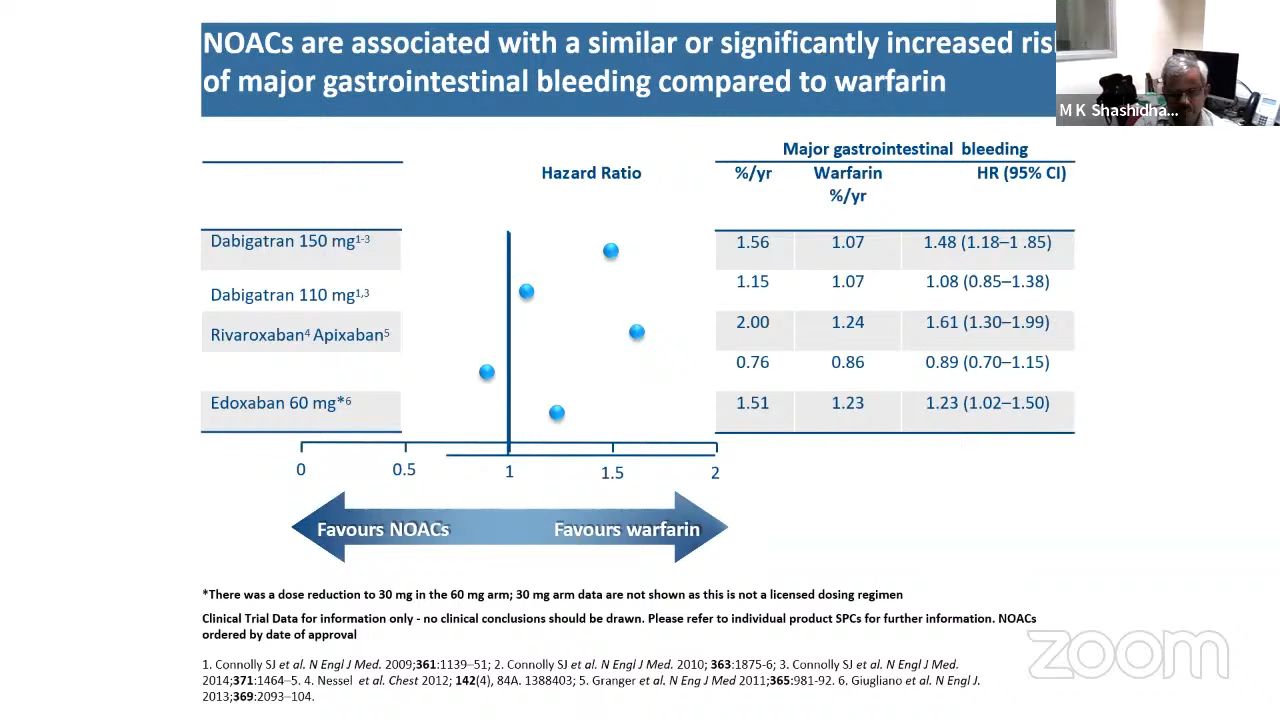 NOACs are associated with a similar or significantly increased ris
of major gastrointestinal bleeding compared to warfarin
M K Shashidha...
Major gastrointestinal bleeding
Hazard Ratio %/yr Warfarin HR (95% CI)
%/yr
Dabigatran 150 mg1-3 1.56 1.07 1.48 (1.18–1 .85)
Dabigatran 110 mg1,3 1.15 1.07 1.08 (0.85–1.38)
Rivaroxaban4 Apixaban5 2.00 1.24 1.61 (1.30–1.99)
0.76 0.86 0.89 (0.70–1.15)
Edoxaban 60 mg*6 1.51 1.23 1.23 (1.02–1.50)
0 0.5 1 1.5 2
Favours NOACs Favours warfarin
*There was a dose reduction to 30 mg in the 60 mg arm; 30 mg arm data are not shown as this is not a licensed dosing regimen
Clinical Trial Data for information only - no clinical conclusions should be drawn. Please refer to individual product SPCs for further information. NOACs
ordered by date of approval
1. Connolly SJ et al. N Engl J Med. 2009;361:1139–51; 2. Connolly SJ et al. N Engl J Med. 2010; 363:1875-6; 3. Connolly SJ et al. N Engl J Med.
2014;371:1464–5. 4. Nessel et al. Chest 2012; 142(4), 84A. 1388403; 5. Granger et al. N Eng J Med 2011;365:981-92. 6. Giugliano et al. N Engl J.
2013;369:2093–104.
zoom